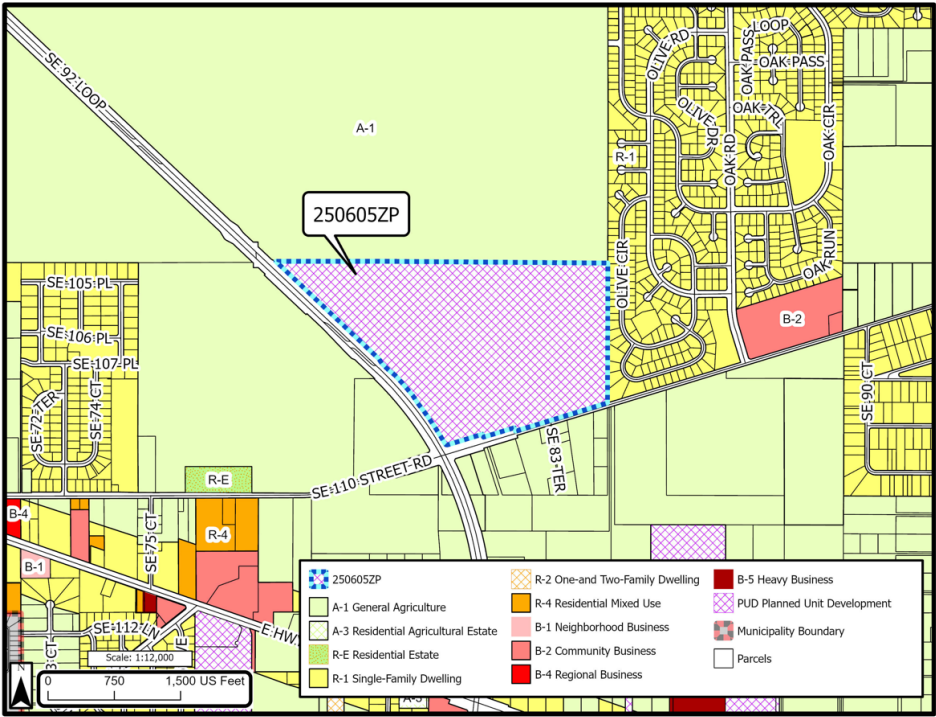 SE 92 LOOP
OLIVE RD
OAK PASS LOOP
OAK PASS
A-1
OLIVE DR
OAK TRL
OAK RD
OAK CIR
R-1
250605ZP
OLIVE CIR
OAK RUN
SE 105 PL
B-2
SE 106 PL
SE 107 PL
SE 72 TER
SE 74 CT
SE 90 CT
SE 83 TER
SE 110 STREET RD
R-E
B-4
R-4
SE 75 CT
B-1
SE 112 LN
E HW
CT
VE
A-3
Scale: 1:12,000
N
0 750 1,500 US Feet
250605ZP
A-1 General Agriculture
A-3 Residential Agricultural Estate
R-E Residential Estate
R-1 Single-Family Dwelling
R-2 One-and Two-Family Dwelling
R-4 Residential Mixed Use
B-1 Neighborhood Business
B-2 Community Business
B-4 Regional Business
B-5 Heavy Business
PUD Planned Unit Development
Municipality Boundary
Parcels